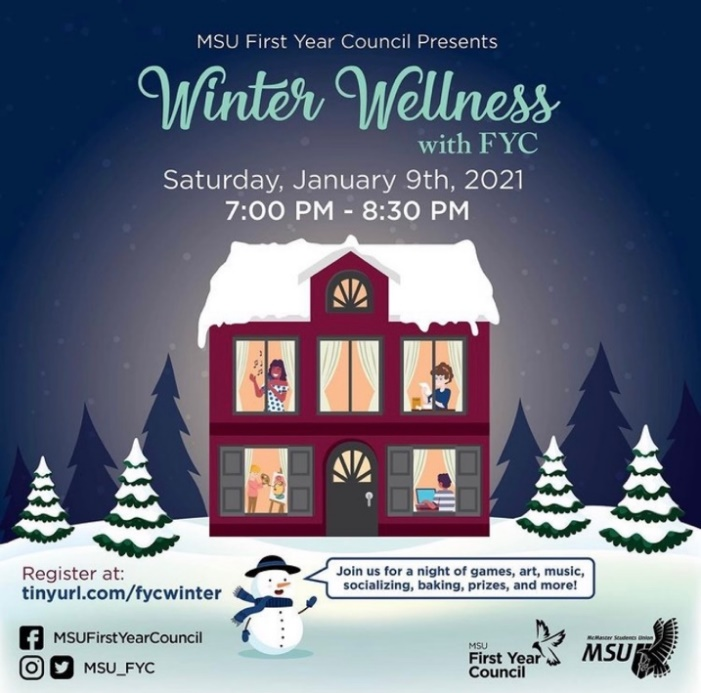 MSU First Year Council Presents
Winter Wellness
with FYC
Saturday, January 9th, 2021
7:00 PM - 8:30 PM
Register at:
tinyurl.com/fycwinter
Join us for a night of games, art, music,
socializing, baking, prizes, and more!
MSUFirstYearCouncil
MSU_FYC
MSU
First Year
Council
McMaster Students Union
MSU